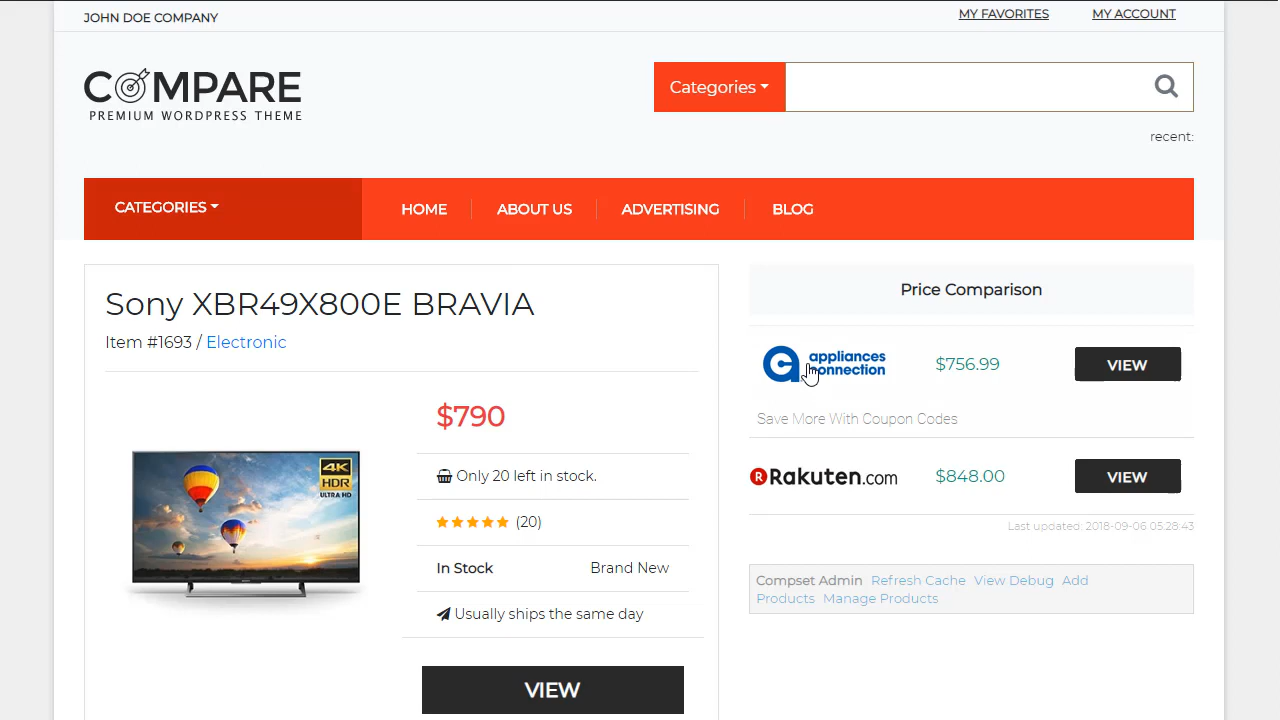 JOHN DOE COMPANY
MY FAVORITES
MY ACCOUNT
COMPARE
PREMIUM WORDPRESS THEME
Categories
recent:
CATEGORIES
HOME
ABOUT US
ADVERTISING
BLOG
Sony XBR49X800E BRAVIA
Item #1693 / Electronic
$790
Only 20 left in stock.
(20)
In Stock
Brand New
Usually ships the same day
VIEW
4K
HDR
ULTRA HD
Price Comparison
appliances
connection
$756.99
VIEW
Save More With Coupon Codes
Rakuten.com
$848.00
VIEW
Last updated: 2018-09-06 05:28:43
Compset Admin Refresh Cache View Debug Add
Products Manage Products